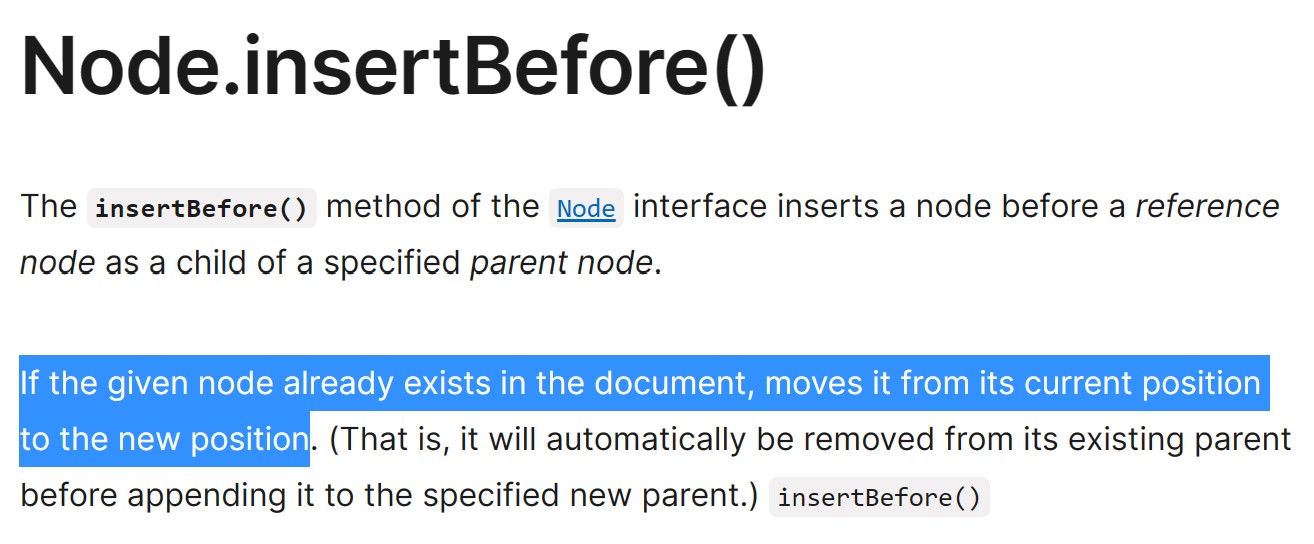 Node.insertBefore()
The insertBefore() method of the Node interface inserts a node before a reference
node as a child of a specified parent node.
If the given node already exists in the document, moves it from its current position
to the new position. (That is, it will automatically be removed from its existing parent
before appending it to the specified new parent.) insertBefore()